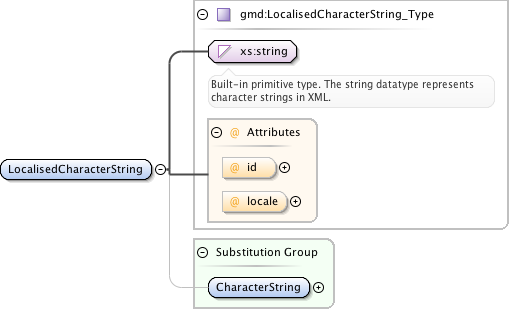 gmd:LocalisedCharacterString_Type
xs:string
Built-in primitive type. The string datatype represents
character strings in XML.
@ Attributes
@ id
LocalisedCharacterString
@ locale
Substitution Group
CharacterString